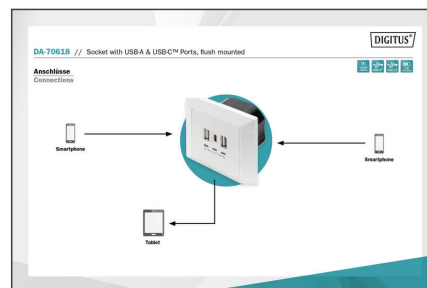 DIGITUS®
DA-70618 // Socket with USB-A & USB-C™ Ports, flush mounted
Anschlüsse
Connections
Smartphone
Smartphone
Tablet